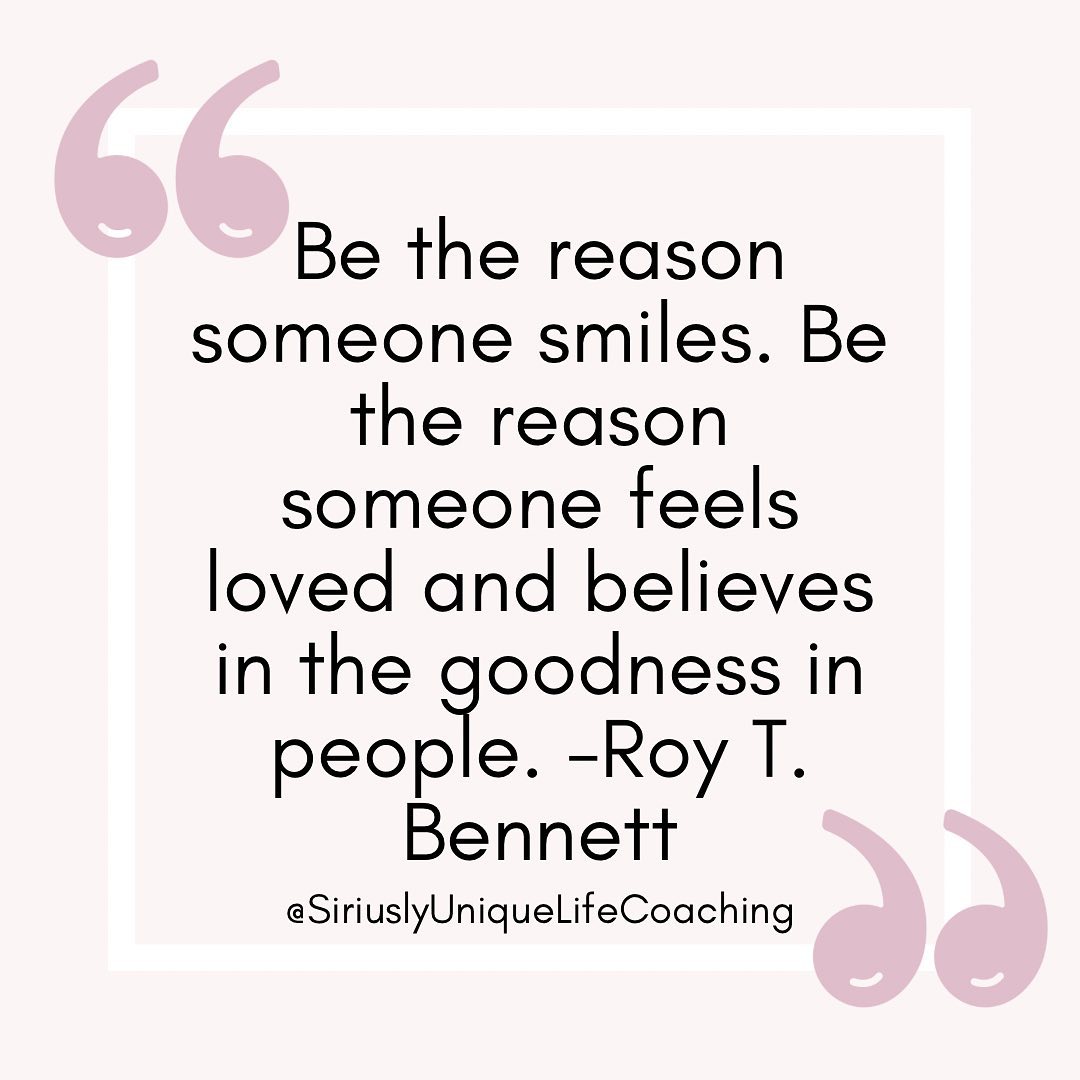 Be the reason
someone smiles. Be
the reason
someone feels
loved and believes
in the goodness in
people. -Roy T.
Bennett
@SiriuslyUniqueLifeCoaching